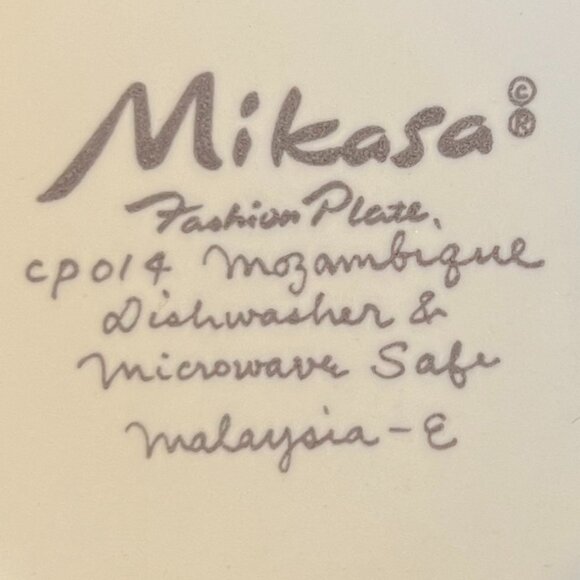 Mikasa © ®
Fashion Plate.
CP014 Mozambique
Dishwasher &
Microwave Safe
Malaysia-E